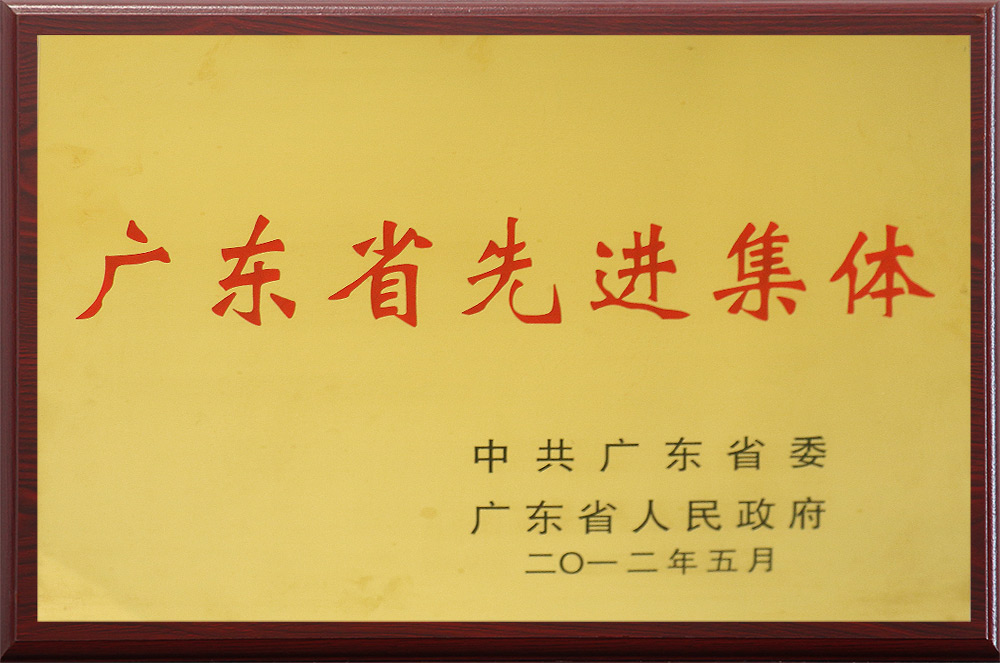 广东省先进集体
中共广东省委
广东省人民政府
二〇一二年五月